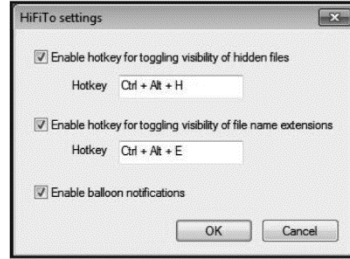 HiFiTo settings
Enable hotkey for toggling visibility of hidden files
Hotkey Ctrl + Alt + H
Enable hotkey for toggling visibility of file name extensions
Hotkey Ctrl + Alt + E
Enable balloon notifications
OK Cancel